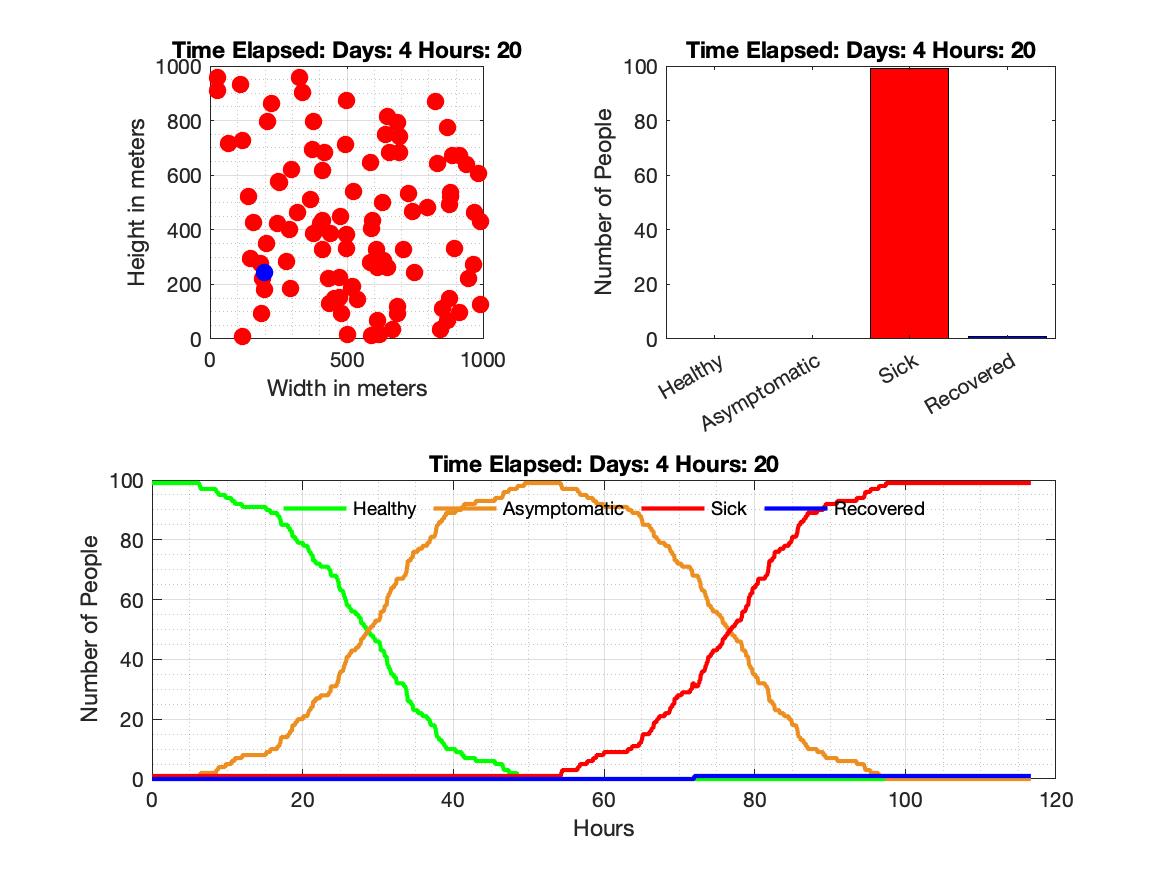 Time Elapsed: Days: 4 Hours: 20
1000
800
600
400
200
0
Height in meters
0 500 1000
Width in meters
Time Elapsed: Days: 4 Hours: 20
100
80
60
40
20
0
Number of People
Healthy
Asymptomatic
Sick
Recovered
Time Elapsed: Days: 4 Hours: 20
Healthy Asymptomatic Sick Recovered
100
80
60
40
20
0
Number of People
0 20 40 60 80 100 120
Hours